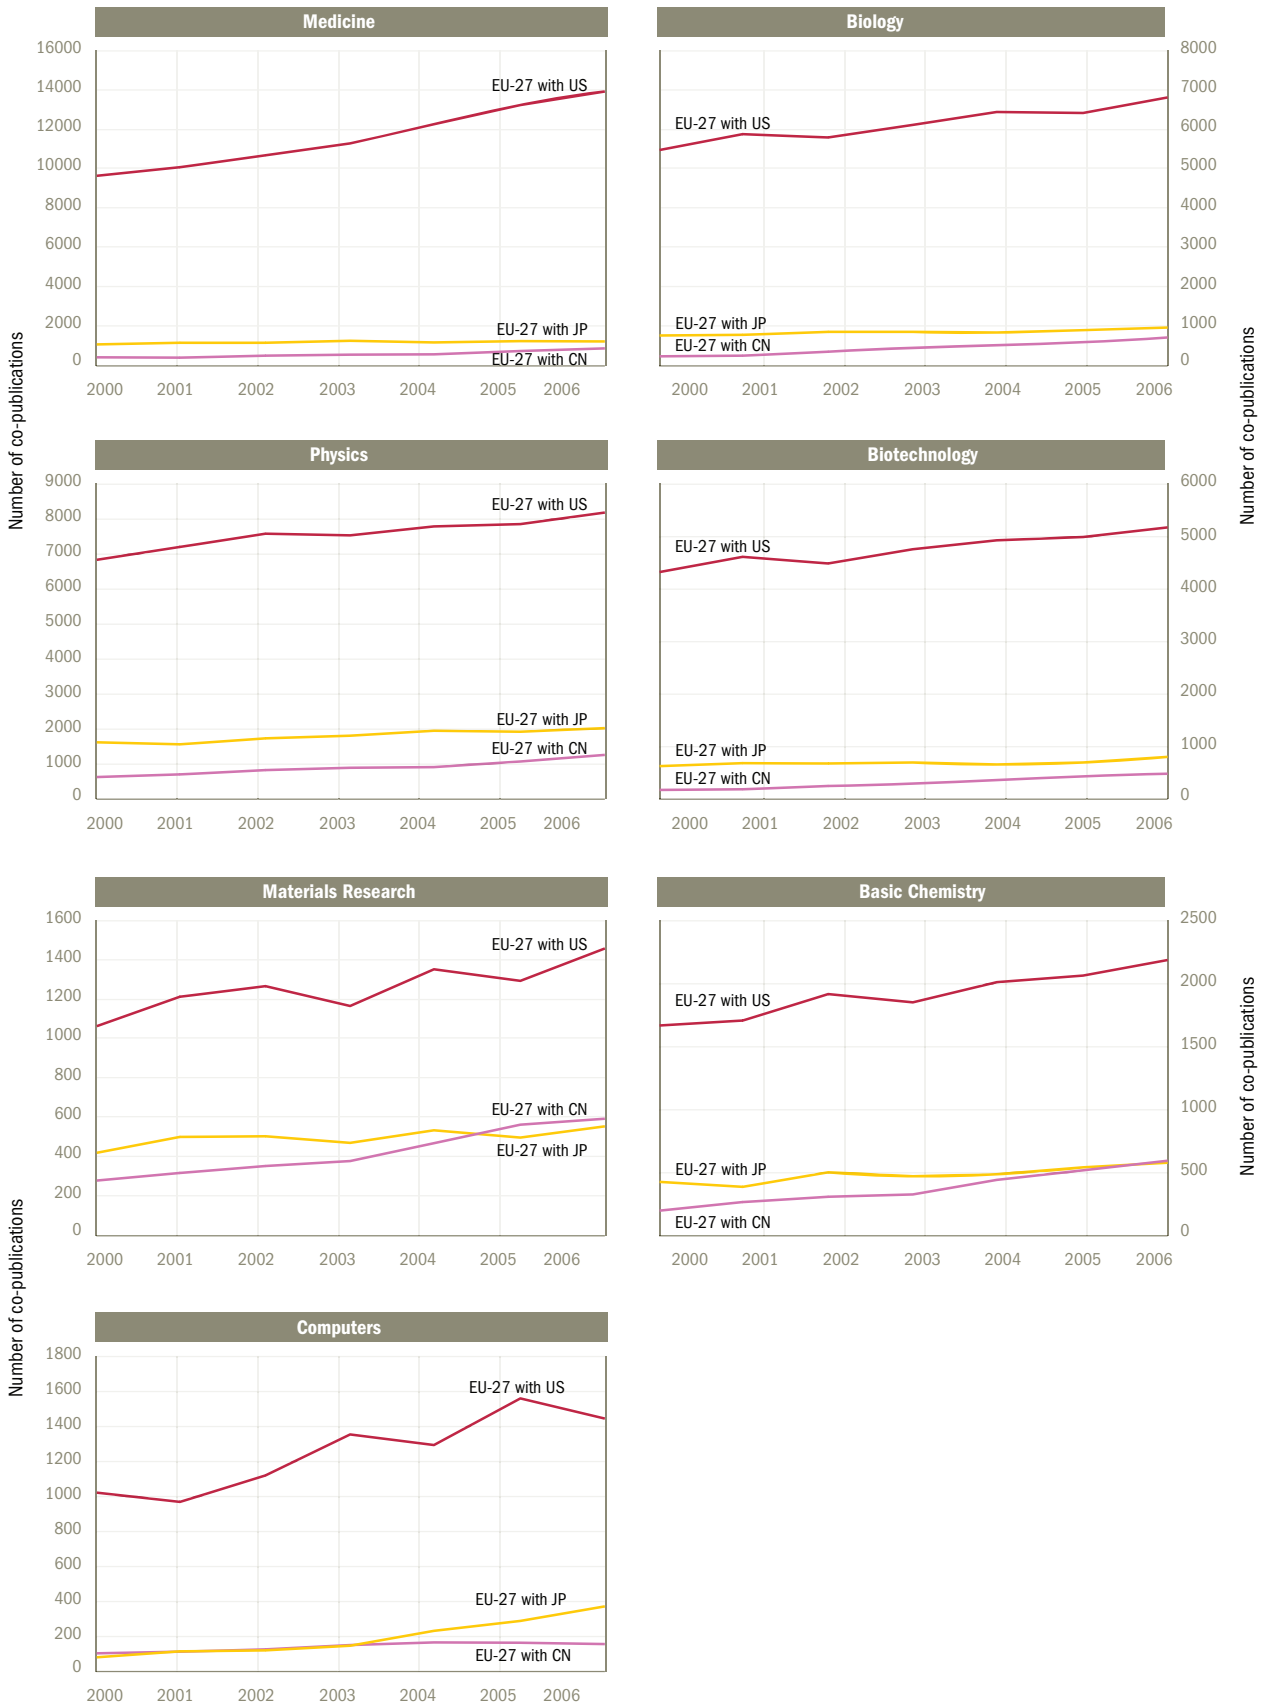 Medicine
16000
14000
12000
10000
8000
6000
4000
2000
0
EU-27 with US
EU-27 with JP
EU-27 with CN
2000 2001 2002 2003 2004 2005 2006
Number of co-publications
Biology
8000
7000
6000
5000
4000
3000
2000
1000
0
EU-27 with US
EU-27 with JP
EU-27 with CN
2000 2001 2002 2003 2004 2005 2006
Number of co-publications
Physics
9000
8000
7000
6000
5000
4000
3000
2000
1000
0
EU-27 with US
EU-27 with JP
EU-27 with CN
2000 2001 2002 2003 2004 2005 2006
Biotechnology
6000
5000
4000
3000
2000
1000
0
EU-27 with US
EU-27 with JP
EU-27 with CN
2000 2001 2002 2003 2004 2005 2006
Materials Research
1600
1400
1200
1000
800
600
400
200
0
EU-27 with US
EU-27 with CN
EU-27 with JP
2000 2001 2002 2003 2004 2005 2006
Number of co-publications
Basic Chemistry
2500
2000
1500
1000
500
0
EU-27 with US
EU-27 with JP
EU-27 with CN
2000 2001 2002 2003 2004 2005 2006
Number of co-publications
Computers
1800
1600
1400
1200
1000
800
600
400
200
0
EU-27 with US
EU-27 with JP
EU-27 with CN
2000 2001 2002 2003 2004 2005 2006